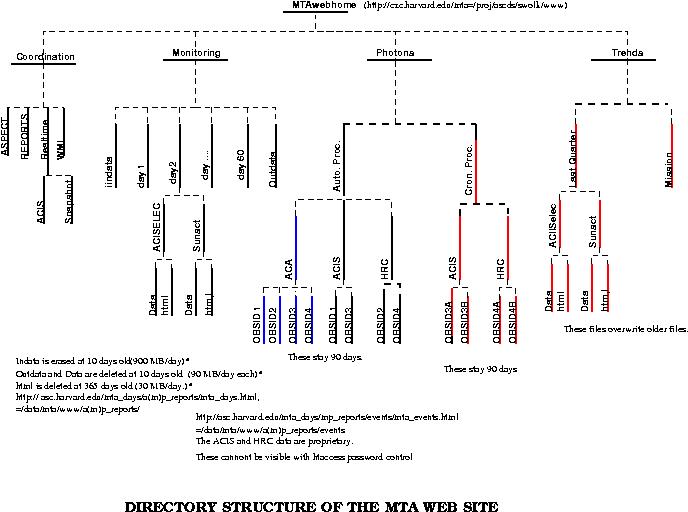 MTAwebhome (http://cxc.harvard.edu/mta=/proj/ascds/swolk/www)
Coordination Monitoring Photons Trends
ASPECT REPORTS Realtime WMI
ACIS Snapshot
iindata day 1 day2 day .... day 60 Outdata
ACISELEC Sunact
Data html Data html
Auto. Proc. Cron. Proc.
ACA ACIS HRC ACIS HRC
OBSID1 OBSID2 OBSID3 OBSID4 OBSID1 OBSID3 OBSID2 OBSID4
OBSID3A OBSID3B OBSID4A OBSID4B
Last Quarter Mission
ACIISelec Sunact
Data html Data html
These files overwrite older files.
These stay 90 days.
These stay 90 days
Indata is erased at 10 days old(900 MB/day)*
Outdata and Data are deleted at 10 days old (90 MB/day each)*
Html is deleted at 365 days old (30 MB/day.)*
http://asc.harvard.edu/mta_days/a(m)p_reports/mta_days.html,
=/data/mta/www/a(m)p_reports/
http://asc.harvard.edu/mta_days/mp_reports/events/mta_events.html
=/data/mta/www/a(m)p_reports/events
The ACIS and HRC data are proprietary.
These cannont be visible with htaccess password control
DIRECTORY STRUCTURE OF THE MTA WEB SITE